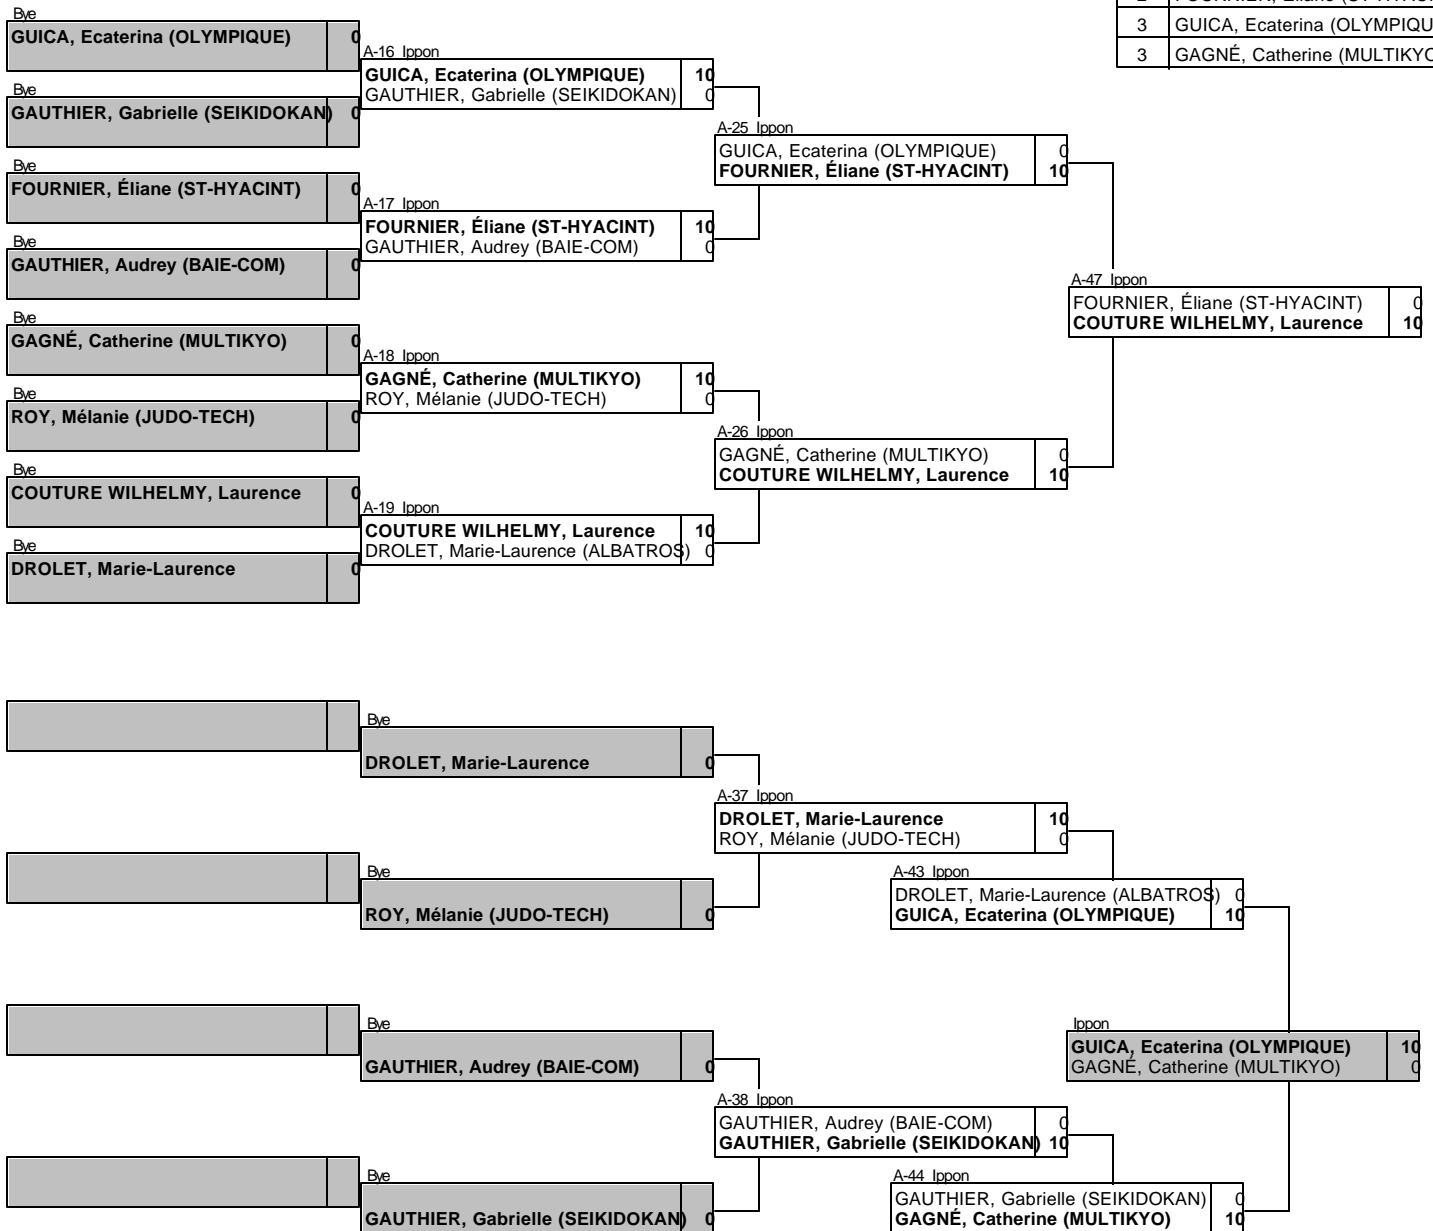 3 GUICA, Ecaterina (OLYMPIQU
3 GAGNÉ, Catherine (MULTIKYO
Bye
GUICA, Ecaterina (OLYMPIQUE) 0
Bye
GAUTHIER, Gabrielle (SEIKIDOKAN) 0
Bye
FOURNIER, Éliane (ST-HYACINT) 0
Bye
GAUTHIER, Audrey (BAIE-COM) 0
Bye
GAGNÉ, Catherine (MULTIKYO) 0
Bye
ROY, Mélanie (JUDO-TECH) 0
Bye
COUTURE WILHELMY, Laurence 0
Bye
DROLET, Marie-Laurence 0
A-16 Ippon
GUICA, Ecaterina (OLYMPIQUE) 10
GAUTHIER, Gabrielle (SEIKIDOKAN) 0
A-17 Ippon
FOURNIER, Éliane (ST-HYACINT) 10
GAUTHIER, Audrey (BAIE-COM) 0
A-18 Ippon
GAGNÉ, Catherine (MULTIKYO) 10
ROY, Mélanie (JUDO-TECH) 0
A-19 Ippon
COUTURE WILHELMY, Laurence 10
DROLET, Marie-Laurence (ALBATROS) 0
A-25 Ippon
GUICA, Ecaterina (OLYMPIQUE) 0
FOURNIER, Éliane (ST-HYACINT) 10
A-26 Ippon
GAGNÉ, Catherine (MULTIKYO) 0
COUTURE WILHELMY, Laurence 10
A-47 Ippon
FOURNIER, Éliane (ST-HYACINT) 0
COUTURE WILHELMY, Laurence 10
Bye
DROLET, Marie-Laurence 0
Bye
ROY, Mélanie (JUDO-TECH) 0
Bye
GAUTHIER, Audrey (BAIE-COM) 0
Bye
GAUTHIER, Gabrielle (SEIKIDOKAN) 0
A-37 Ippon
DROLET, Marie-Laurence 10
ROY, Mélanie (JUDO-TECH) 0
A-38 Ippon
GAUTHIER, Audrey (BAIE-COM) 0
GAUTHIER, Gabrielle (SEIKIDOKAN) 10
A-43 Ippon
DROLET, Marie-Laurence (ALBATROS) 0
GUICA, Ecaterina (OLYMPIQUE) 10
A-44 Ippon
GAUTHIER, Gabrielle (SEIKIDOKAN) 0
GAGNÉ, Catherine (MULTIKYO) 10
Ippon
GUICA, Ecaterina (OLYMPIQUE) 10
GAGNÉ, Catherine (MULTIKYO) 0